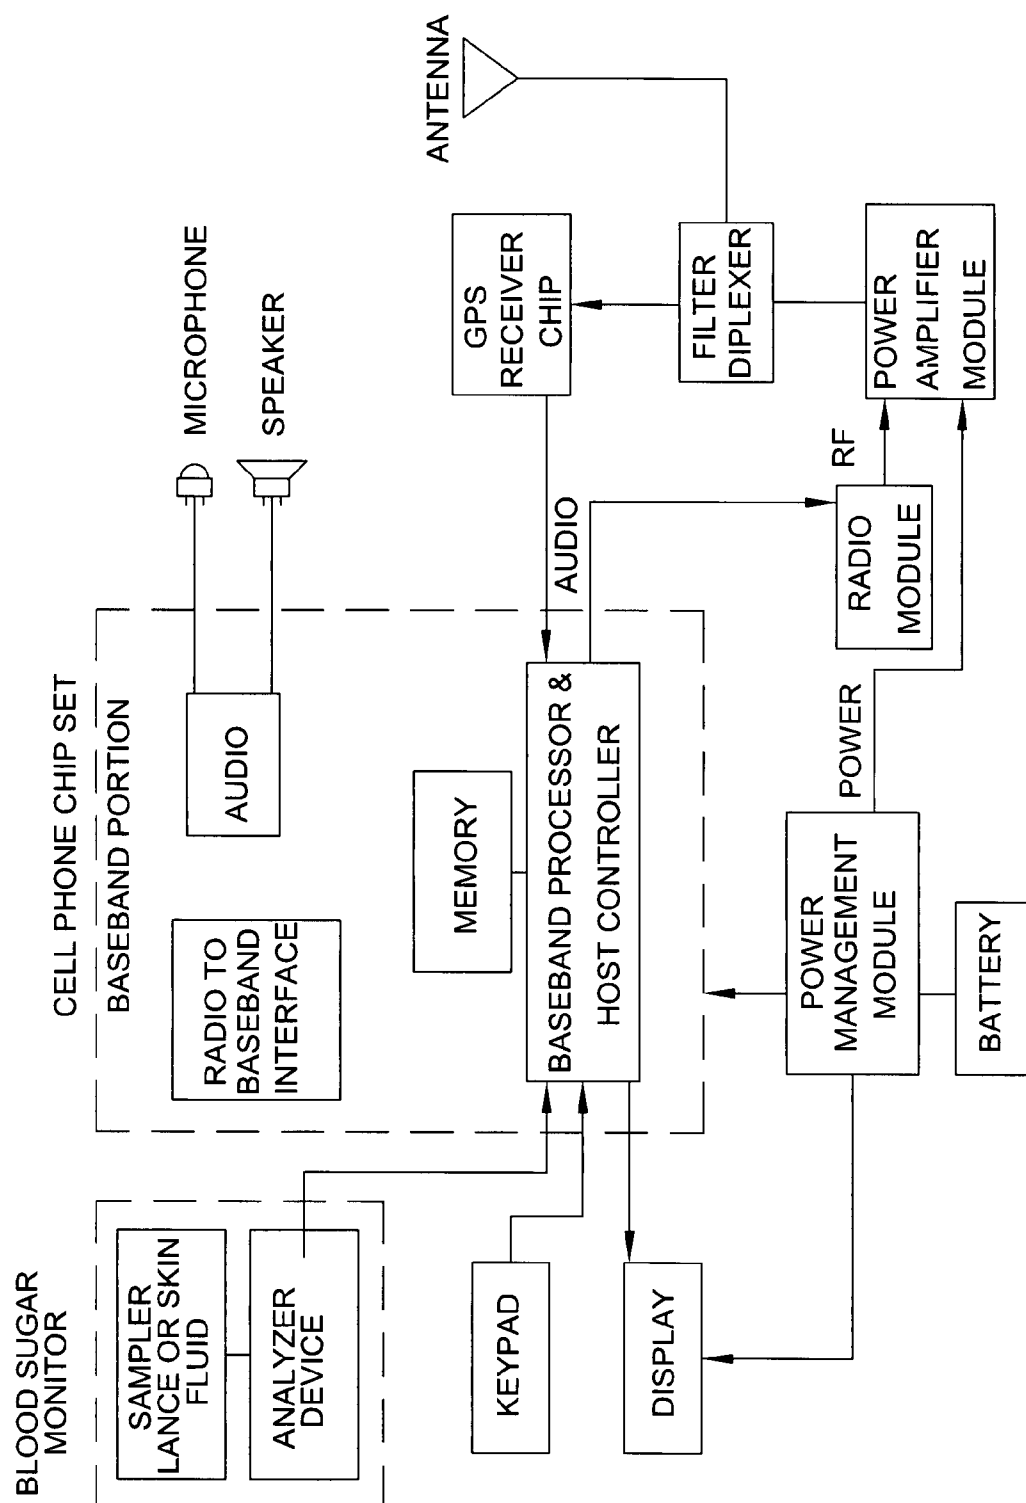 BLOOD SUGAR
MONITOR
SAMPLER
LANCE OR SKIN
FLUID
ANALYZER
DEVICE
KEYPAD
DISPLAY
CELL PHONE CHIP SET
BASEBAND PORTION
RADIO TO
BASEBAND
INTERFACE
AUDIO
MEMORY
BASEBAND PROCESSOR &
HOST CONTROLLER
MICROPHONE
SPEAKER
AUDIO
GPS
RECEIVER
CHIP
ANTENNA
FILTER
DIPLEXER
RADIO
MODULE
RF
POWER
AMPLIFIER
MODULE
POWER
POWER
MANAGEMENT
MODULE
BATTERY